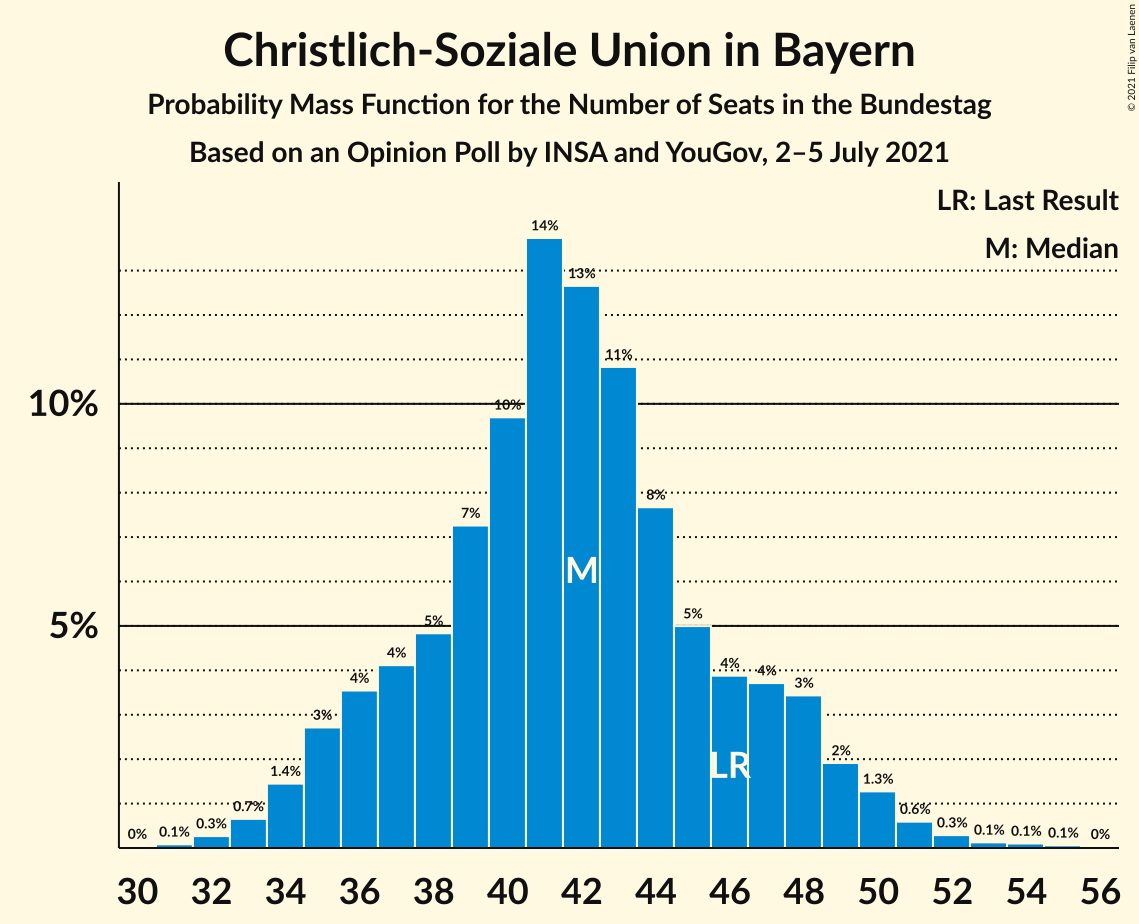 Christlich-Soziale Union in Bayern
Probability Mass Function for the Number of Seats in the Bundestag
Based on an Opinion Poll by INSA and YouGov, 2–5 July 2021
© 2021 Filip van Laenen
LR: Last Result
M: Median
10%
5%
0% 0.1% 0.3% 0.7% 1.4% 3% 4% 4% 5% 7% 10% 14% 13% 11% 8% 5% 4% 4% 3% 2% 1.3% 0.6% 0.3% 0.1% 0.1% 0.1% 0%
M
LR
30 32 34 36 38 40 42 44 46 48 50 52 54 56